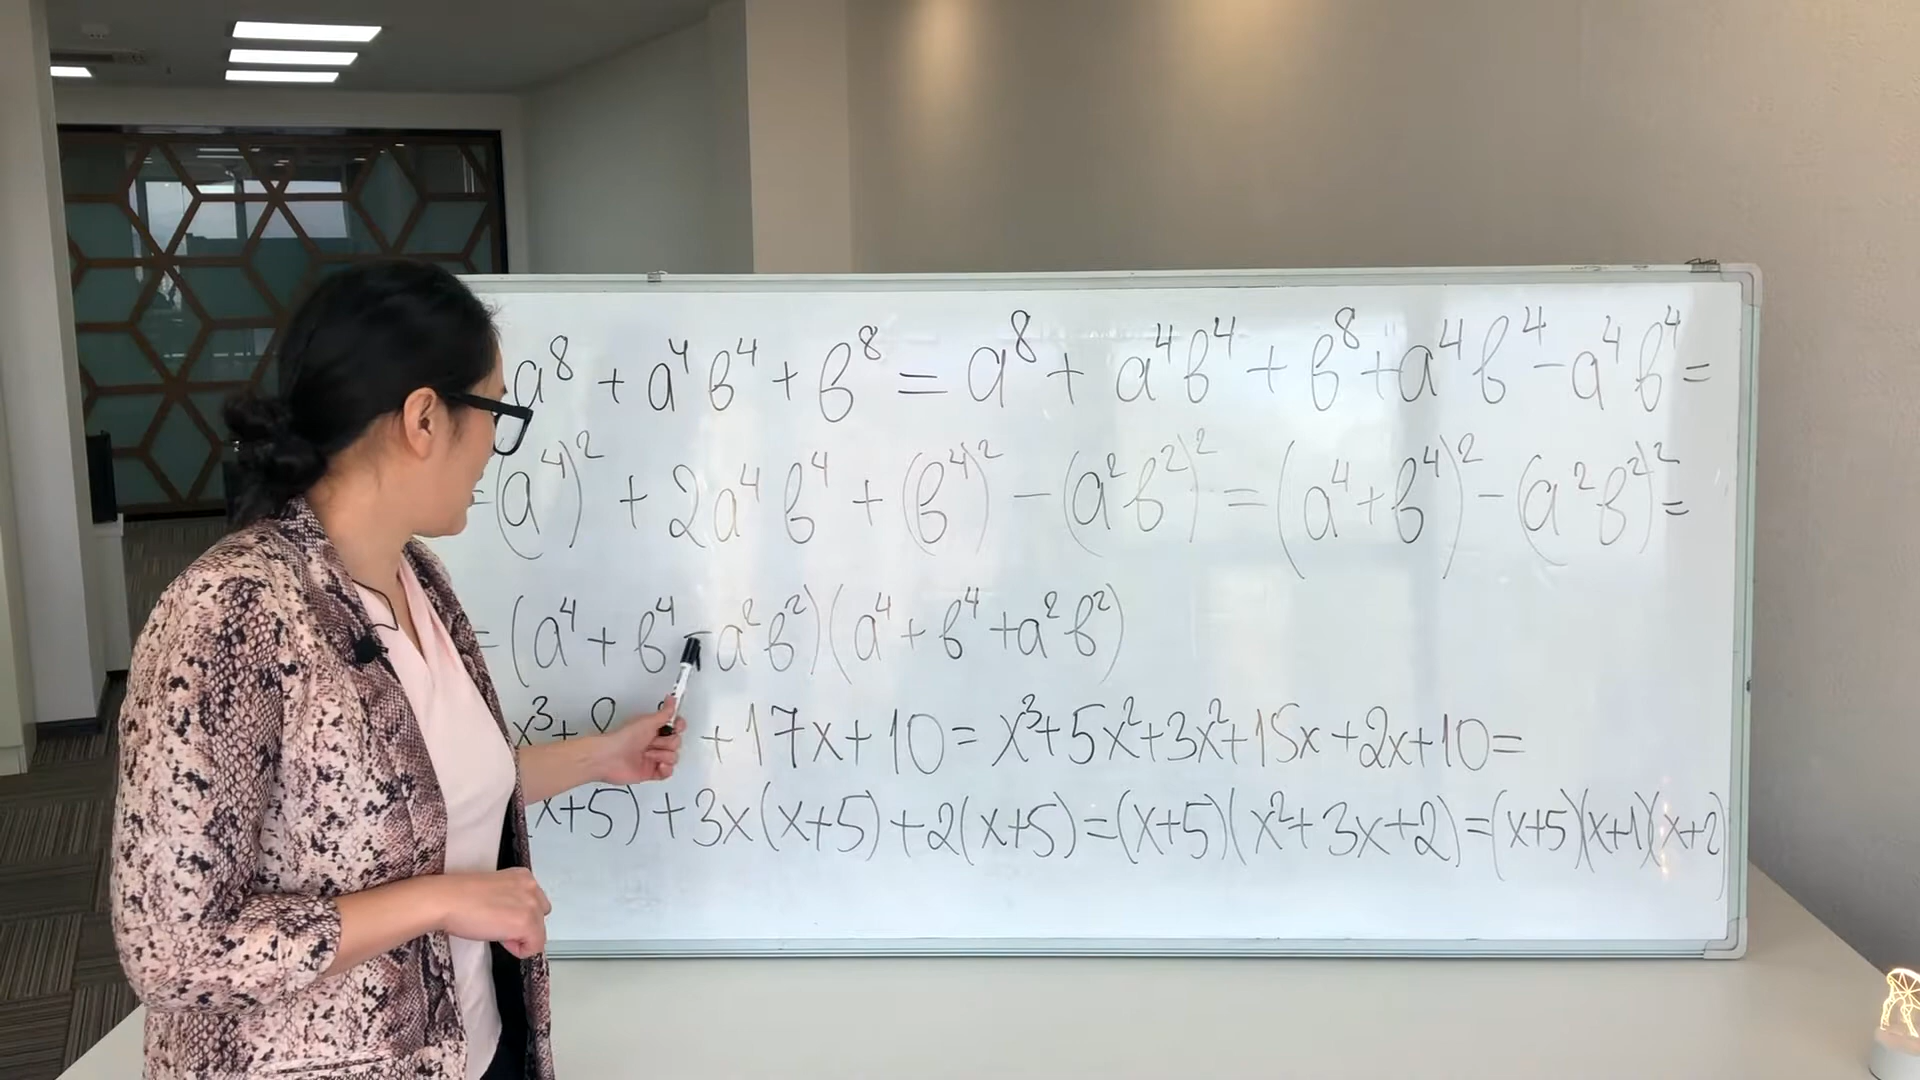 a⁸ + a⁴в⁴ + в⁸ = a⁸ + a⁴в⁴ + в⁸ + a⁴в⁴ - a⁴в⁴ =
=(a⁴)² + 2a⁴в⁴ + (в⁴)² - (a²в²)² = (a⁴+в⁴)² - (a²в²)² =
=(a⁴+в⁴-a²в²)(a⁴+в⁴+a²в²)
x³+8 +17x+10= x³+5x²+3x²+15x+2x+10=
x+5)+3x(x+5)+2(x+5)=(x+5)(x²+3x+2)=(x+5)(x+1)(x+2)